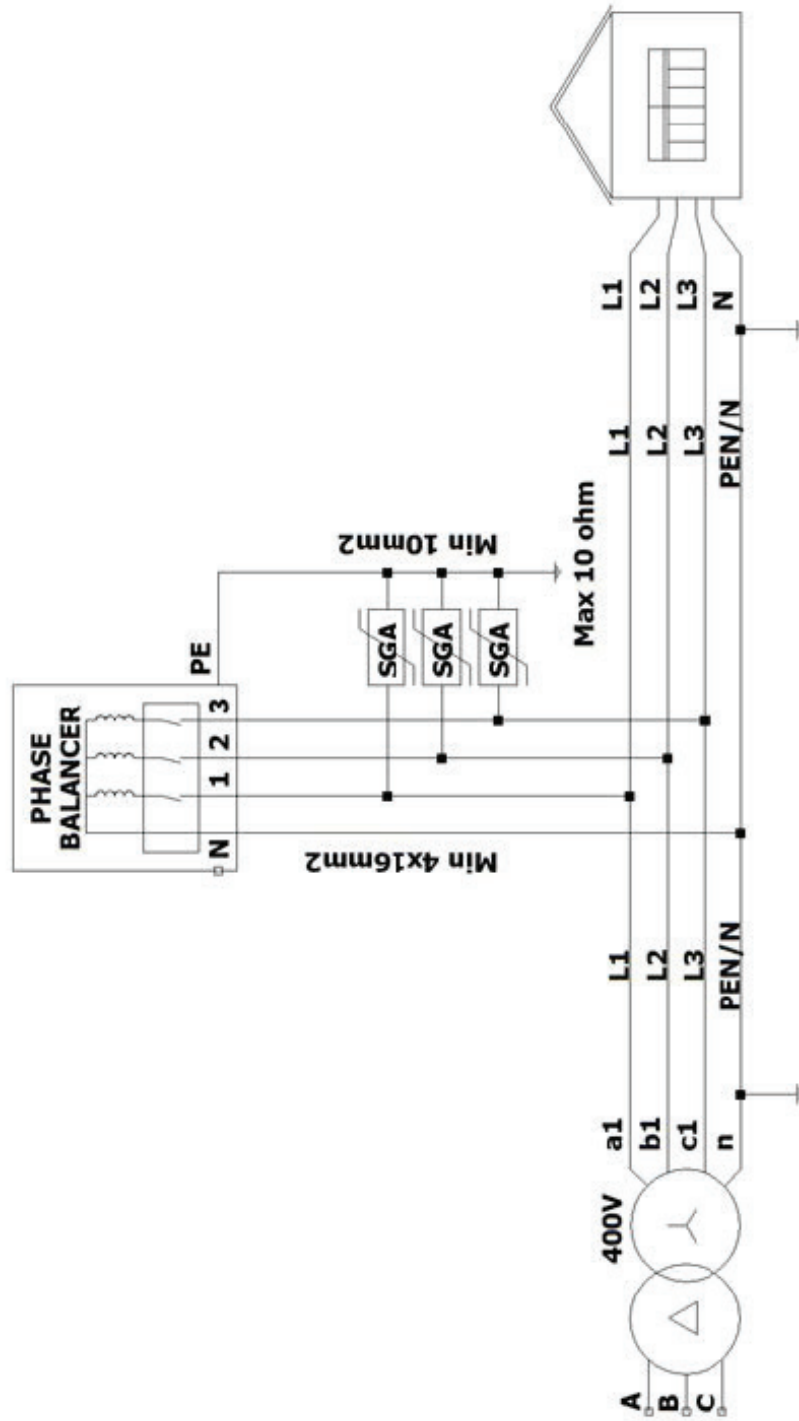 PHASE
BALANCER
N
1
2
3
PE
Min 4x16mm2
Min 10mm2
SGA
SGA
SGA
Max 10 ohm
400V
A
B
C
a1
b1
c1
n
L1
L2
L3
PEN/N
L1
L2
L3
PEN/N
L1
L2
L3
N